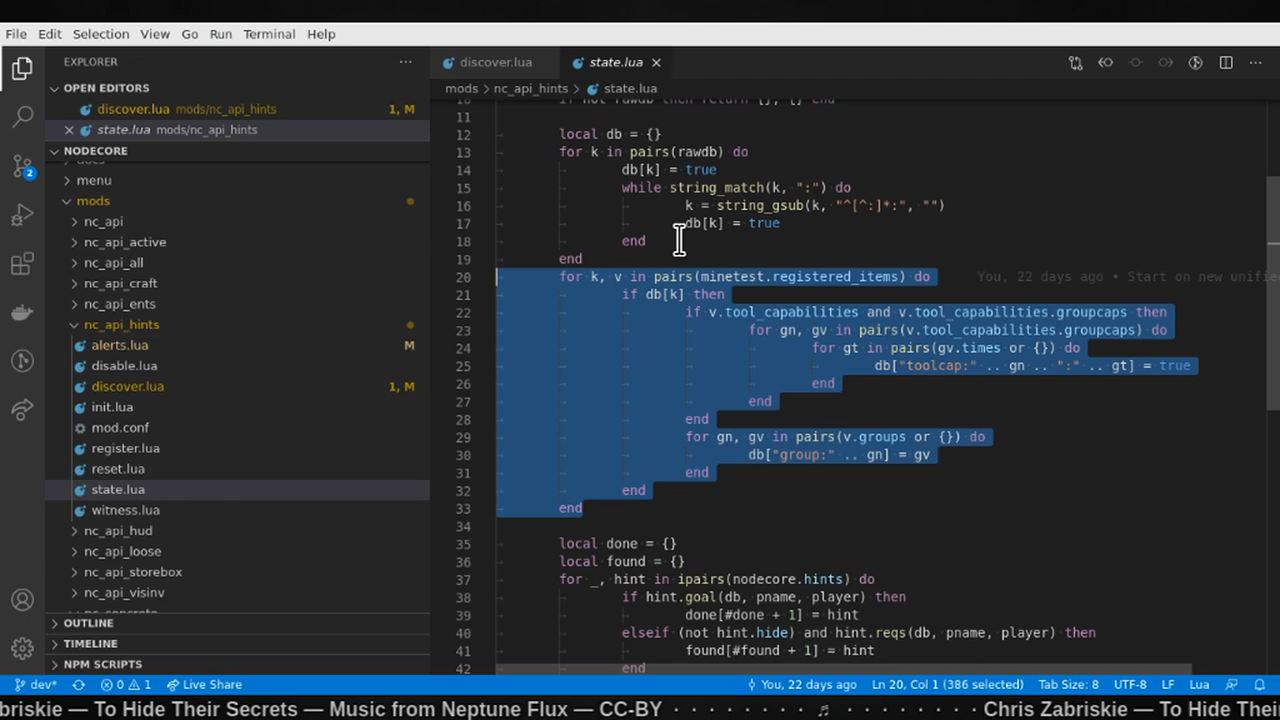 File Edit Selection View Go Run Terminal Help
EXPLORER
OPEN EDITORS
discover.lua mods/nc_api_hints 1, M
state.lua mods/nc_api_hints
NODECORE
menu
mods
nc_api
nc_api_active
nc_api_all
nc_api_craft
nc_api_ents
nc_api_hints
alerts.lua M
disable.lua
discover.lua 1, M
init.lua
mod.conf
register.lua
reset.lua
state.lua
witness.lua
nc_api_hud
nc_api_loose
nc_api_storebox
nc_api_visinv
OUTLINE
TIMELINE
NPM SCRIPTS
2
discover.lua state.lua
mods > nc_api_hints > state.lua
11
12 local db = {}
13 for k in pairs(rawdb) do
14 db[k] = true
15 while string_match(k, ":") do
16 k = string_gsub(k, "^[^:]*:", "")
17 db[k] = true
18 end
19 end
20 for k, v in pairs(minetest.registered_items) do You, 22 days ago • Start on new unifie
21 if db[k] then
22 if v.tool_capabilities and v.tool_capabilities.groupcaps then
23 for gn, gv in pairs(v.tool_capabilities.groupcaps) do
24 for gt in pairs(gv.times or {}) do
25 db["toolcap:" .. gn .. ":" .. gt] = true
26 end
27 end
28 end
29 for gn, gv in pairs(v.groups or {}) do
30 db["group:" .. gn] = gv
31 end
32 end
33 end
34
35 local done = {}
36 local found = {}
37 for _, hint in ipairs(nodecore.hints) do
38 if hint.goal(db, pname, player) then
39 done[#done + 1] = hint
40 elseif (not hint.hide) and hint.reqs(db, pname, player) then
41 found[#found + 1] = hint
42 end
dev* 0 1 Live Share You, 22 days ago Ln 20, Col 1 (386 selected) Tab Size: 8 UTF-8 LF Lua
briskie — To Hide Their Secrets — Music from Neptune Flux — CC-BY · · · · · · · ♬ · · · · · · · Chris Zabriskie — To Hide Their